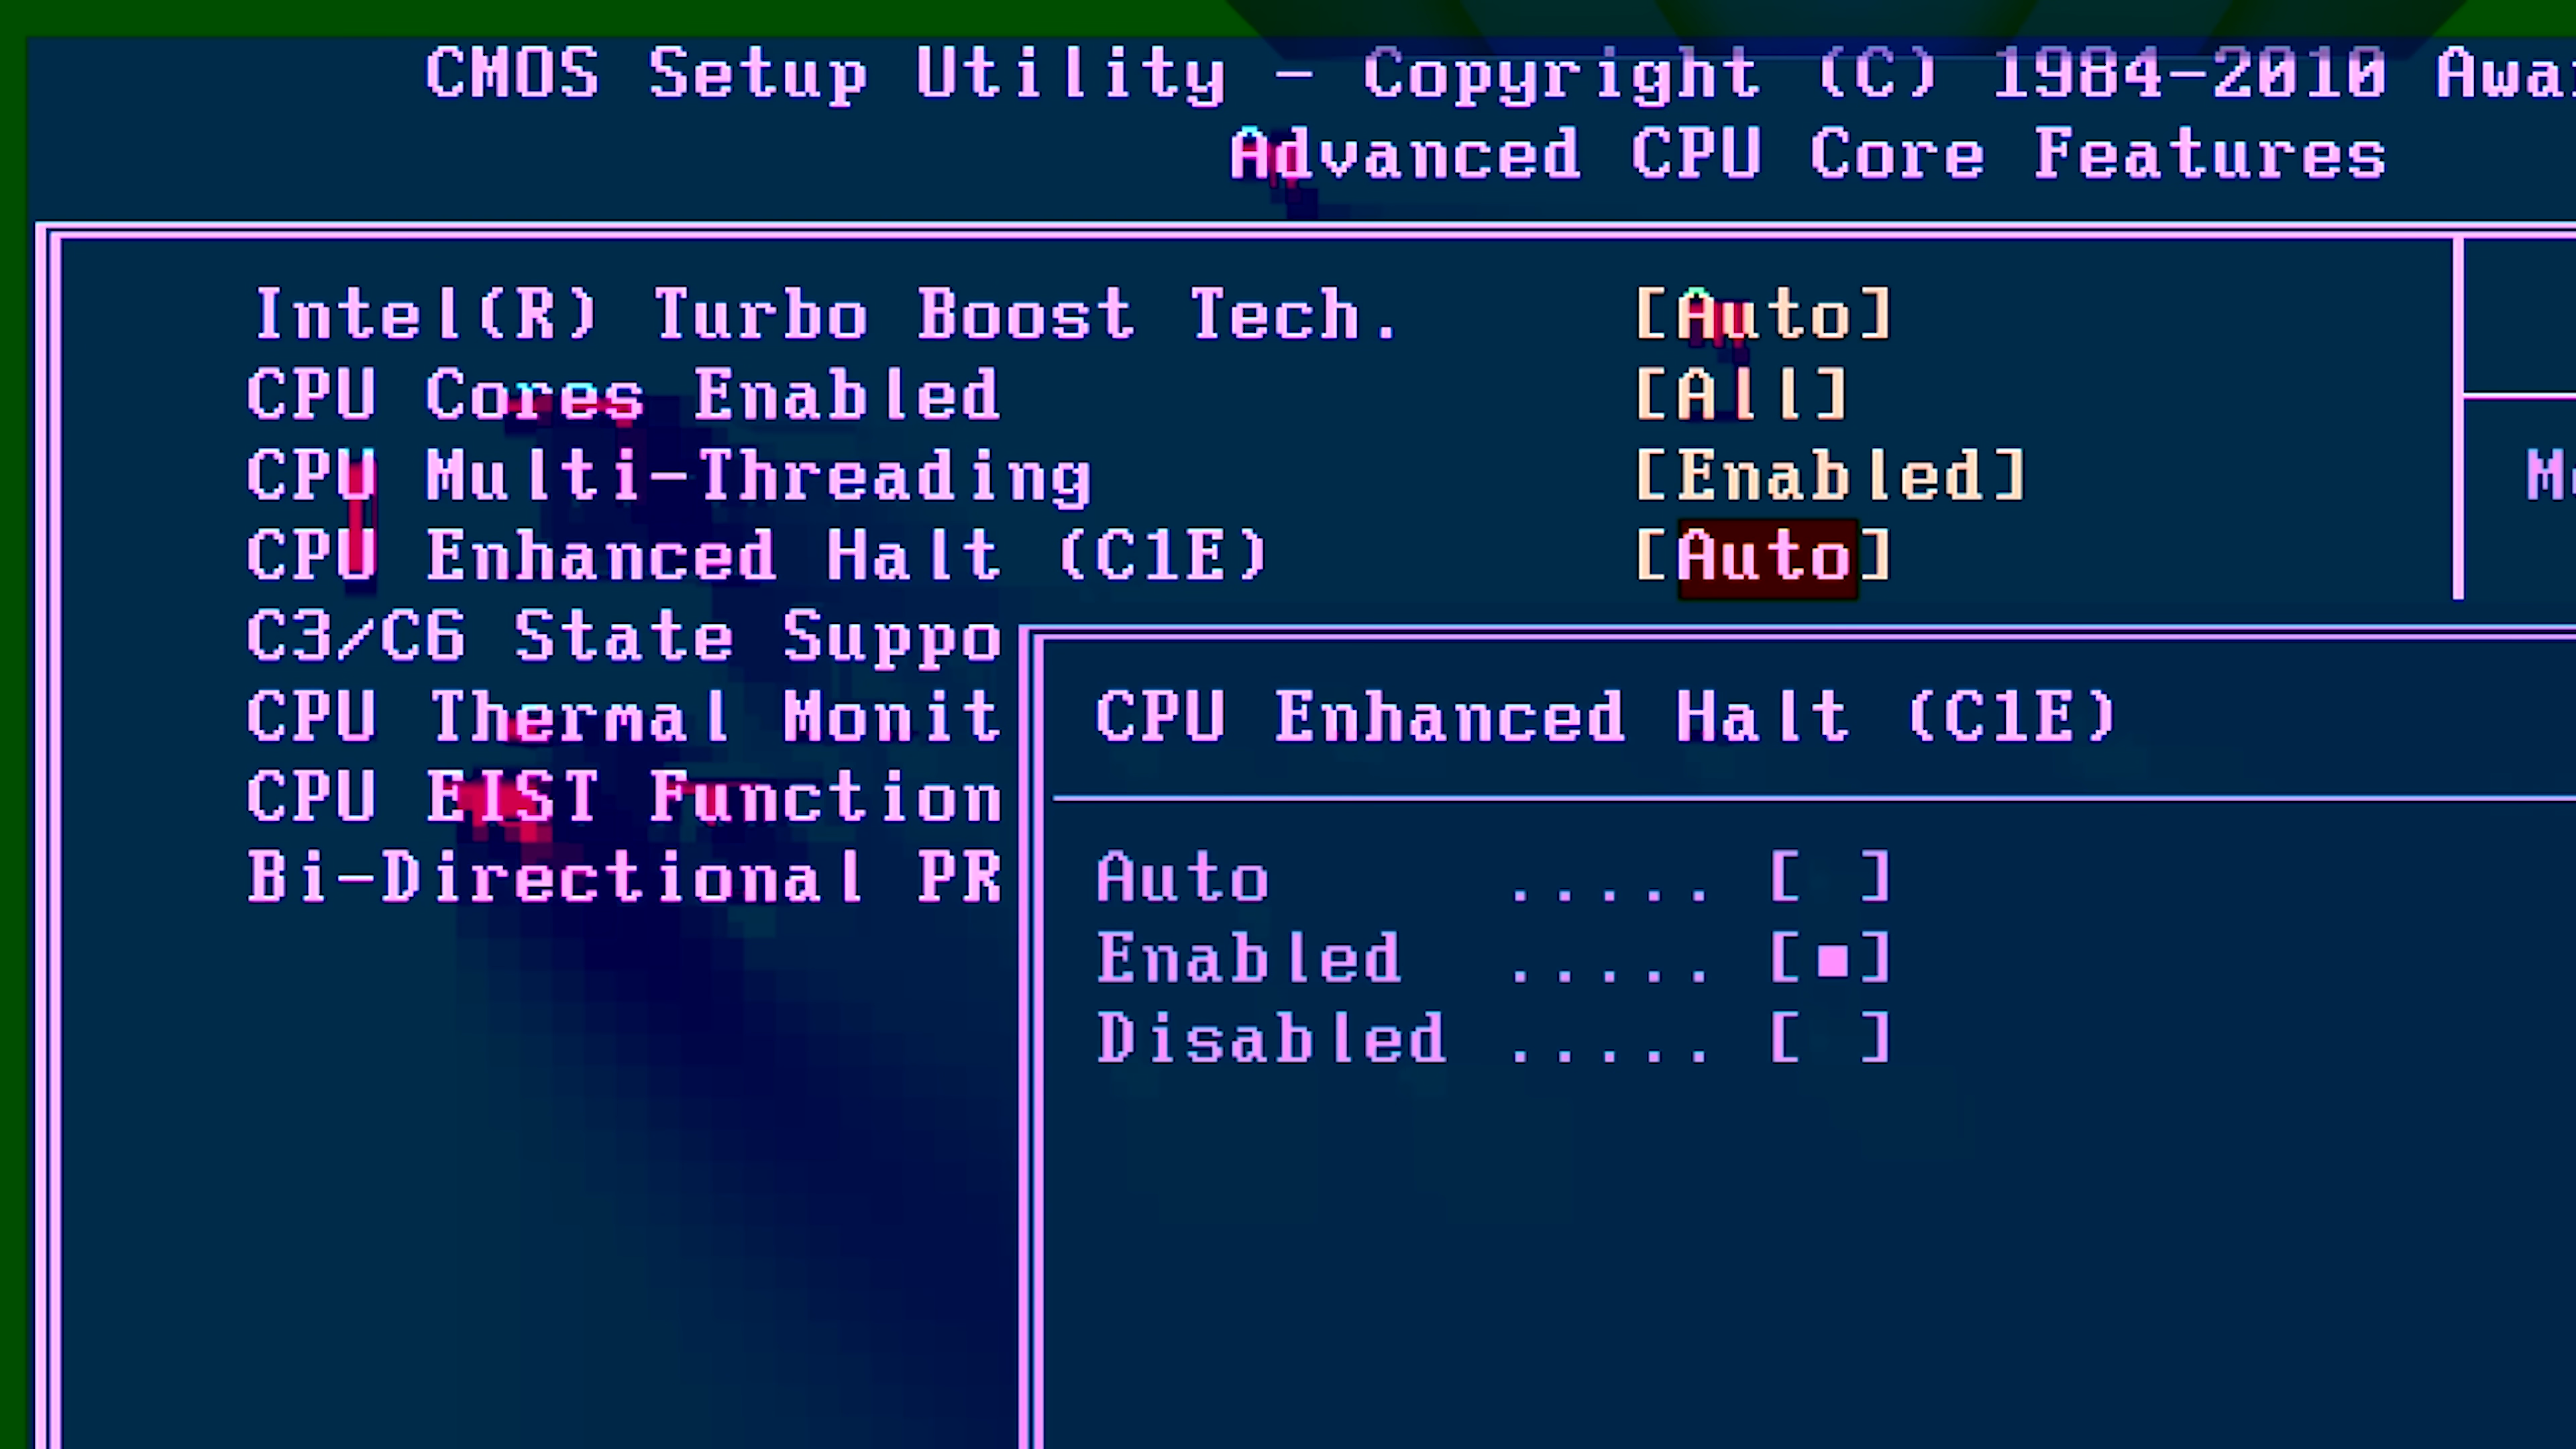 CMOS Setup Utility - Copyright (C) 1984-2010
Advanced CPU Core Features
Intel(R) Turbo Boost Tech. [Auto]
CPU Cores Enabled [All]
CPU Multi-Threading [Enabled]
CPU Enhanced Halt (C1E) [Auto]
C3/C6 State Suppo
CPU Thermal Monit
CPU EIST Function
Bi-Directional PR
CPU Enhanced Halt (C1E)
Auto ..... [ ]
Enabled ..... [■]
Disabled ..... [ ]